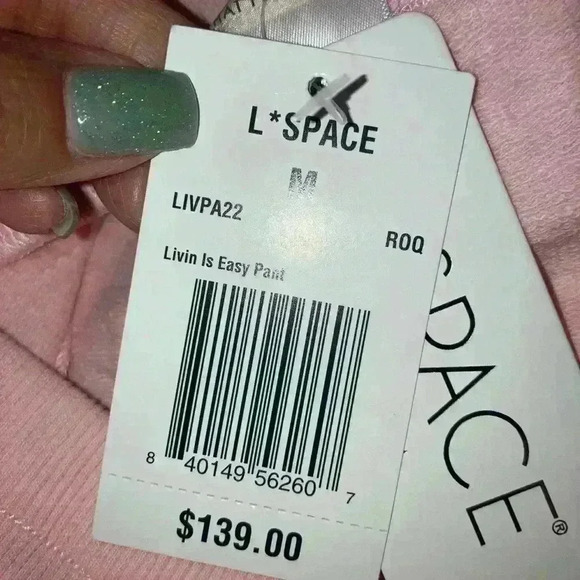 L*SPACE
M
LIVPA22
ROQ
Livin Is Easy Pant
8 40149 56260 7
$139.00
SPACE®